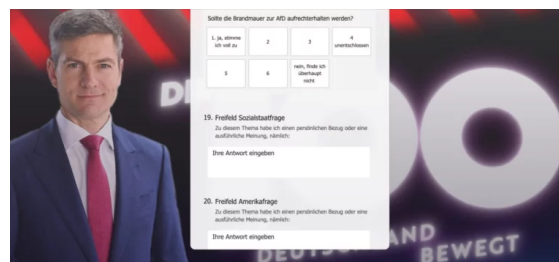 Sollte die Brandmauer zur AfD aufrechterhalten werden?
1. ja, stimme
ich voll zu
2
3
4
unentschlossen
5
6
nein, finde ich
überhaupt
nicht
19. Freifeld Sozialstaatfrage
Zu diesem Thema habe ich einen persönlichen Bezug oder eine
ausführliche Meinung, nämlich:
Ihre Antwort eingeben
20. Freifeld Amerikafrage
Zu diesem Thema habe ich einen persönlichen Bezug oder eine
ausführliche Meinung, nämlich:
Ihre Antwort eingeben
BEWEGT